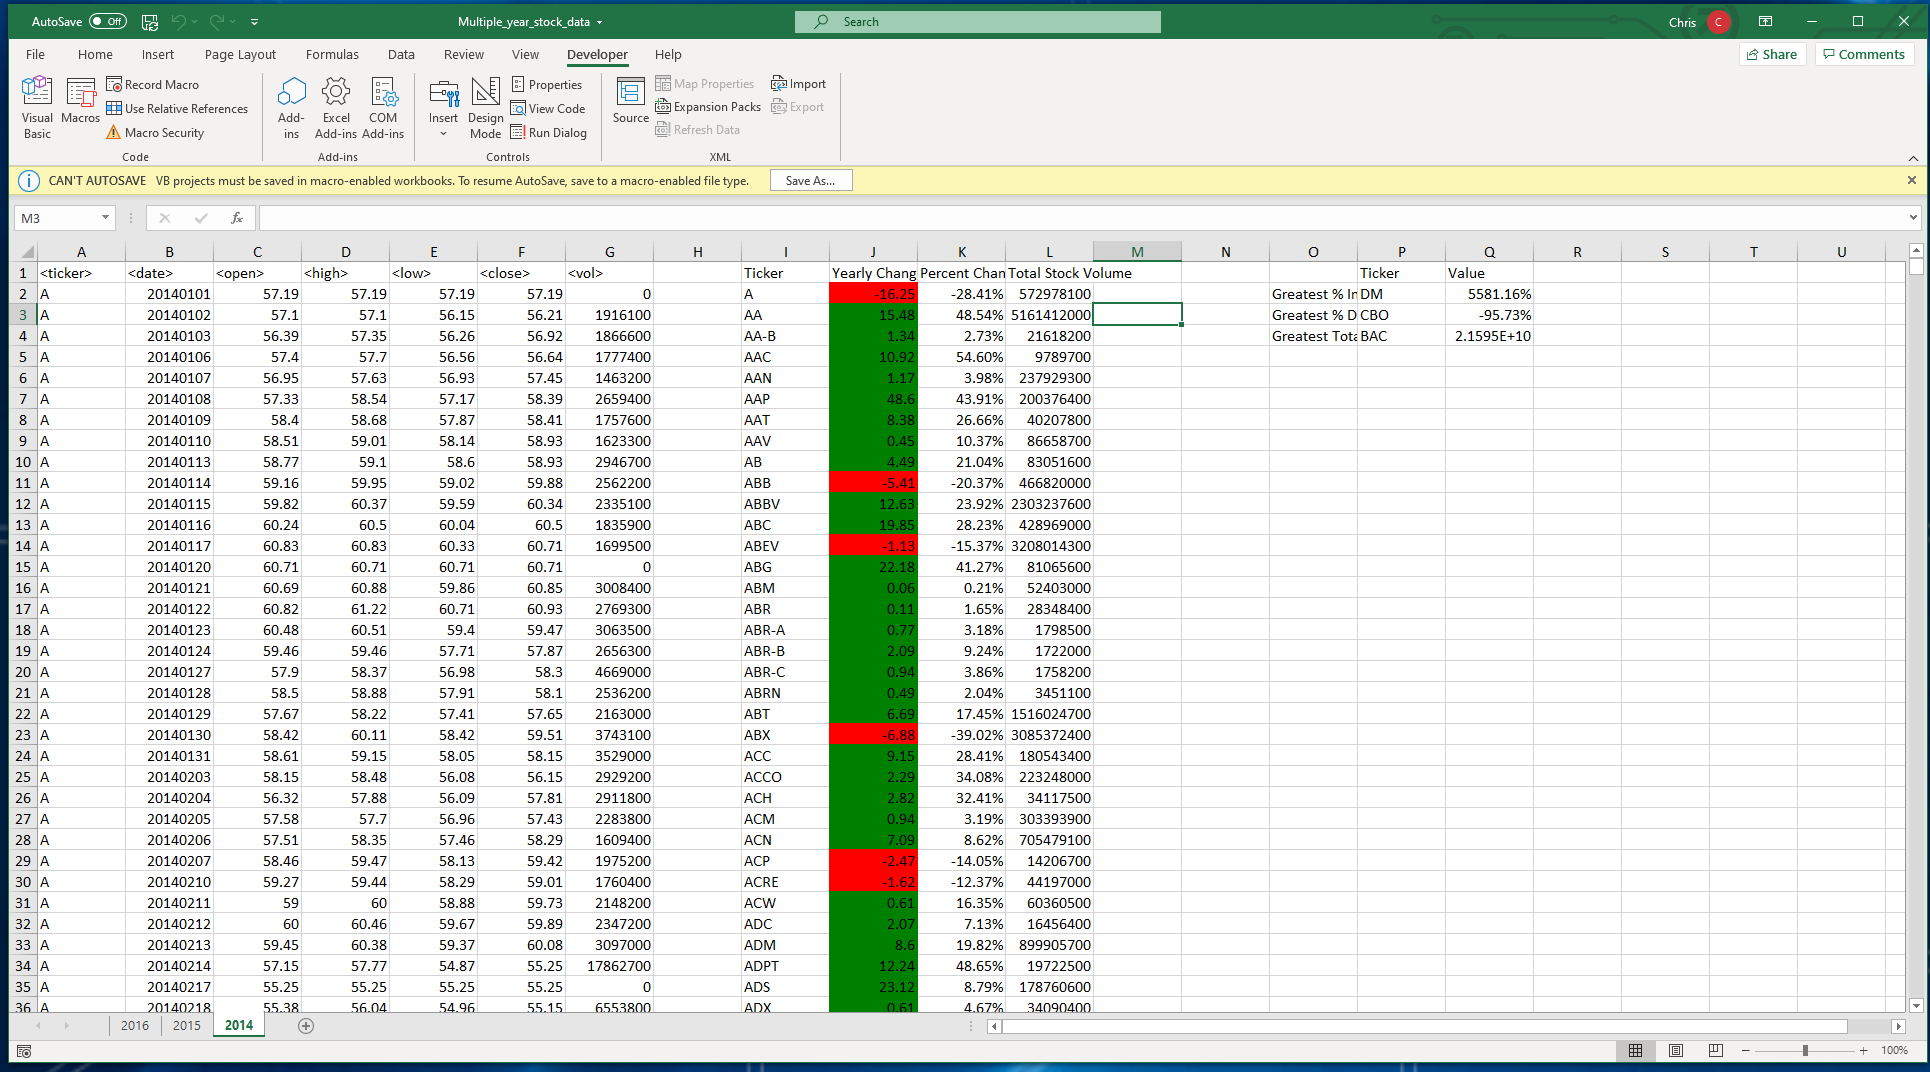 AutoSave Off Multiple_year_stock_data Search Chris C
File Home Insert Page Layout Formulas Data Review View Developer Help Share Comments
Visual Basic Macros Record Macro Use Relative References Macro Security Code
Add-ins Excel Add-ins COM Add-ins Add-ins
Insert Design Mode Properties View Code Run Dialog Controls
Source Map Properties Expansion Packs Refresh Data Import Export XML
CAN'T AUTOSAVE VB projects must be saved in macro-enabled workbooks. To resume AutoSave, save to a macro-enabled file type. Save As...
M3 fx
A B C D E F G H I J K L M N O P Q R S T U
1 <ticker> <date> <open> <high> <low> <close> <vol> Ticker Yearly Chang Percent Chan Total Stock Volume Ticker Value
2 A 20140101 57.19 57.19 57.19 57.19 0 A -16.25 -28.41% 572978100 Greatest % In DM 5581.16%
3 A 20140102 57.1 57.1 56.15 56.21 1916100 AA 15.48 48.54% 5161412000 Greatest % D CBO -95.73%
4 A 20140103 56.39 57.35 56.26 56.92 1866600 AA-B 1.34 2.73% 21618200 Greatest Tota BAC 2.1595E+10
5 A 20140106 57.4 57.7 56.56 56.64 1777400 AAC 10.92 54.60% 9789700
6 A 20140107 56.95 57.63 56.93 57.45 1463200 AAN 1.17 3.98% 237929300
7 A 20140108 57.33 58.54 57.17 58.39 2659400 AAP 48.6 43.91% 200376400
8 A 20140109 58.4 58.68 57.87 58.41 1757600 AAT 8.38 26.66% 40207800
9 A 20140110 58.51 59.01 58.14 58.93 1623300 AAV 0.45 10.37% 86658700
10 A 20140113 58.77 59.1 58.6 58.93 2946700 AB 4.49 21.04% 83051600
11 A 20140114 59.16 59.95 59.02 59.88 2562200 ABB -5.41 -20.37% 466820000
12 A 20140115 59.82 60.37 59.59 60.34 2335100 ABBV 12.63 23.92% 2303237600
13 A 20140116 60.24 60.5 60.04 60.5 1835900 ABC 19.85 28.23% 428969000
14 A 20140117 60.83 60.83 60.33 60.71 1699500 ABEV -1.13 -15.37% 3208014300
15 A 20140120 60.71 60.71 60.71 60.71 0 ABG 22.18 41.27% 81065600
16 A 20140121 60.69 60.88 59.86 60.85 3008400 ABM 0.06 0.21% 52403000
17 A 20140122 60.82 61.22 60.71 60.93 2769300 ABR 0.11 1.65% 28348400
18 A 20140123 60.48 60.51 59.4 59.47 3063500 ABR-A 0.77 3.18% 1798500
19 A 20140124 59.46 59.46 57.71 57.87 2656300 ABR-B 2.09 9.24% 1722000
20 A 20140127 57.9 58.37 56.98 58.3 4669000 ABR-C 0.94 3.86% 1758200
21 A 20140128 58.5 58.88 57.91 58.1 2536200 ABRN 0.49 2.04% 3451100
22 A 20140129 57.67 58.22 57.41 57.65 2163000 ABT 6.69 17.45% 1516024700
23 A 20140130 58.42 60.11 58.42 59.51 3743100 ABX -6.88 -39.02% 3085372400
24 A 20140131 58.61 59.15 58.05 58.15 3529000 ACC 9.15 28.41% 180543400
25 A 20140203 58.15 58.48 56.08 56.15 2929200 ACCO 2.29 34.08% 223248000
26 A 20140204 56.32 57.88 56.09 57.81 2911800 ACH 2.82 32.41% 34117500
27 A 20140205 57.58 57.7 56.96 57.43 2283800 ACM 0.94 3.19% 303393900
28 A 20140206 57.51 58.35 57.46 58.29 1609400 ACN 7.09 8.62% 705479100
29 A 20140207 58.46 59.47 58.13 59.42 1975200 ACP -2.47 -14.05% 14206700
30 A 20140210 59.27 59.44 58.29 59.01 1760400 ACRE -1.62 -12.37% 44197000
31 A 20140211 59 60 58.88 59.73 2148200 ACW 0.61 16.35% 60360500
32 A 20140212 60 60.46 59.67 59.89 2347200 ADC 2.07 7.13% 16456400
33 A 20140213 59.45 60.38 59.37 60.08 3097000 ADM 8.6 19.82% 899905700
34 A 20140214 57.15 57.77 54.87 55.25 17862700 ADPT 12.24 48.65% 19722500
35 A 20140217 55.25 55.25 55.25 55.25 0 ADS 23.12 8.79% 178760600
36 A 20140218 55.38 56.04 54.96 55.15 6553800 ADX 0.61 4.67% 34090400
2016 2015 2014
100%